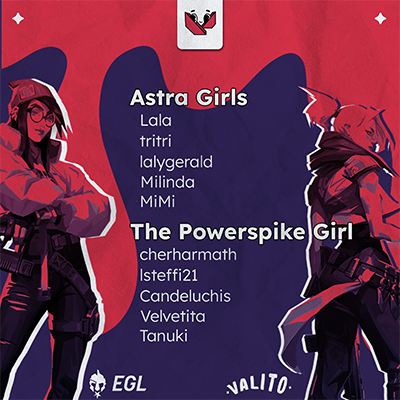 Astra Girls
Lala
tritri
lalygerald
Milinda
MiMi
The Powerspike Girl
cherharmath
lsteffi21
Candeluchis
Velvetita
Tanuki
EGL
VALITO